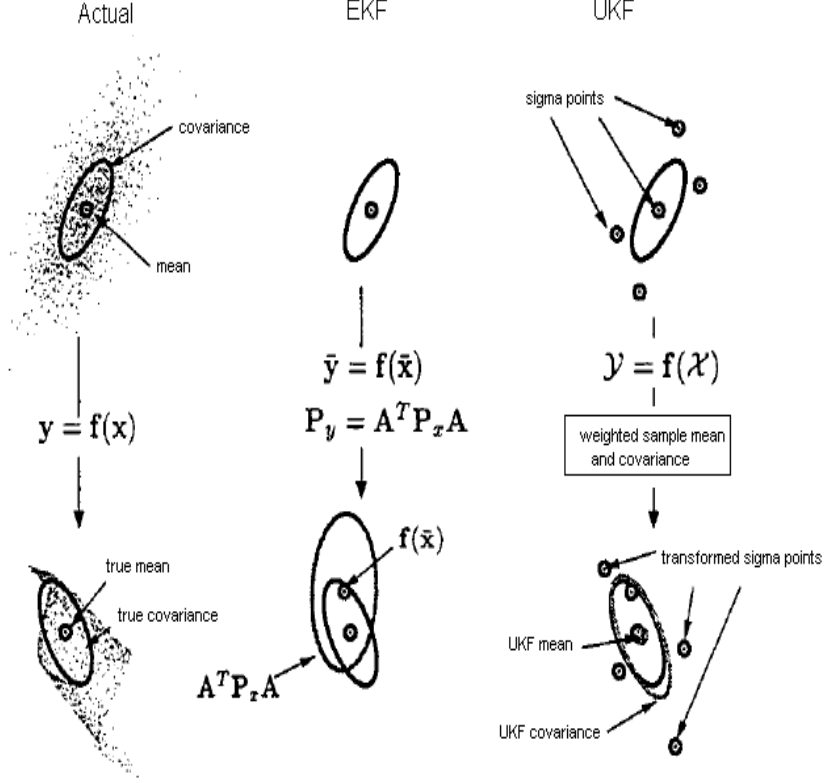 Actual
EKF
UKF
covariance
mean
sigma points
y = f(x)
ȳ = f(x̄)
P_y = A^T P_x A
𝒴 = f(𝒳)
weighted sample mean
and covariance
true mean
true covariance
f(x̄)
A^T P_x A
transformed sigma points
UKF mean
UKF covariance